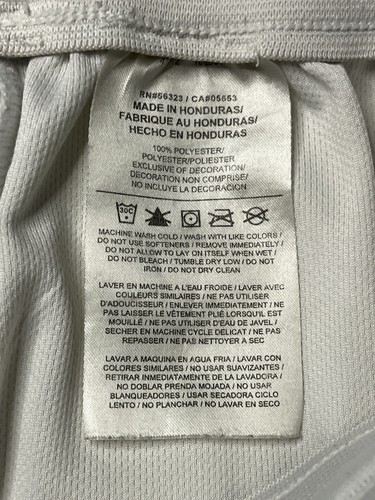 RN#56323 / CA#05553
MADE IN HONDURAS/
FABRIQUE AU HONDURAS/
HECHO EN HONDURAS
100% POLYESTER/
POLYESTER/POLIESTER
EXCLUSIVE OF DECORATION/
DECORATION NON COMPRISE/
NO INCLUYE LA DECORACION
30C
MACHINE WASH COLD / WASH WITH LIKE COLORS /
DO NOT USE SOFTENERS / REMOVE IMMEDIATELY /
DO NOT ALLOW TO LAY ON ITSELF WHEN WET /
DO NOT BLEACH / TUMBLE DRY LOW / DO NOT
IRON / DO NOT DRY CLEAN
LAVER EN MACHINE A L'EAU FROIDE / LAVER AVEC
COULEURS SIMILAIRES / NE PAS UTILISER
D'ADOUCISSEUR / ENLEVER IMMEDIATEMENT / NE
PAS LAISSER LE VÊTEMENT PLIÉ LORSQU'IL EST
MOUILLÉ / NE PAS UTILISER D'EAU DE JAVEL /
SECHER EN MACHINE CYCLE DELICAT / NE PAS
REPASSER / NE PAS NETTOYER A SEC
LAVAR A MAQUINA EN AGUA FRIA / LAVAR CON
COLORES SIMILARES / NO USAR SUAVIZANTES /
RETIRAR INMEDIATAMENTE DE LA LAVADORA /
NO DOBLAR PRENDA MOJADA / NO USAR
BLANQUEADORES / USAR SECADORA CICLO
LENTO / NO PLANCHAR / NO LAVAR EN SECO